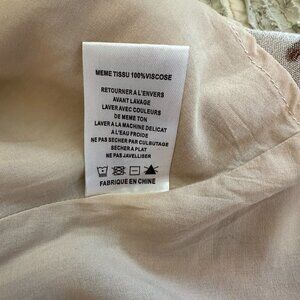 MEME TISSU 100%VISCOSE
RETOURNER A L'ENVERS
AVANT LAVAGE
LAVER AVEC COULEURS
DE MEME TON
LAVER A LA MACHINE DELICAT
A L'EAU FROIDE
NE PAS SECHER PAR CULBUTAGE
SECHER A PLAT
NE PAS JAVELLISER
FABRIQUE EN CHINE